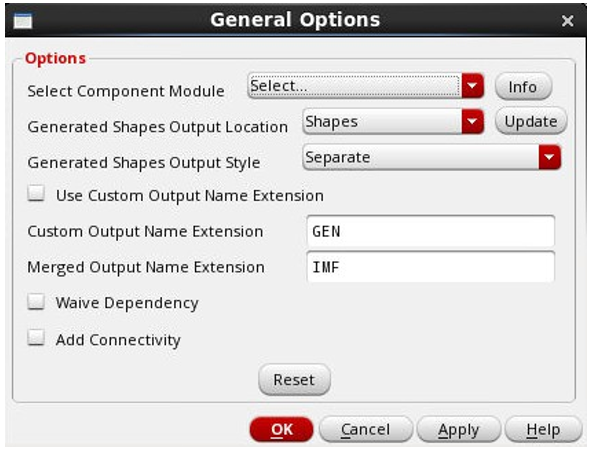 General Options
Options
Select Component Module Select... Info
Generated Shapes Output Location Shapes Update
Generated Shapes Output Style Separate
Use Custom Output Name Extension
Custom Output Name Extension GEN
Merged Output Name Extension IMF
Waive Dependency
Add Connectivity
Reset
OK Cancel Apply Help